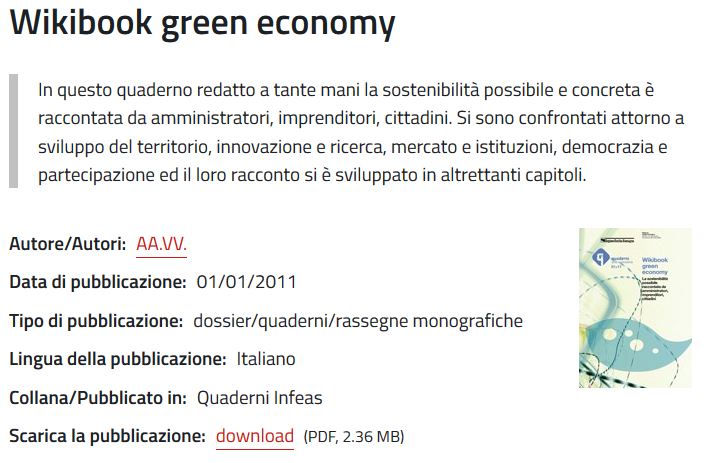 Wikibook green economy
In questo quaderno redatto a tante mani la sostenibilità possibile e concreta è
raccontata da amministratori, imprenditori, cittadini. Si sono confrontati attorno a
sviluppo del territorio, innovazione e ricerca, mercato e istituzioni, democrazia e
partecipazione ed il loro racconto si è sviluppato in altrettanti capitoli.
Autore/Autori: AA.VV.
Data di pubblicazione: 01/01/2011
Tipo di pubblicazione: dossier/quaderni/rassegne monografiche
Lingua della pubblicazione: Italiano
Collana/Pubblicato in: Quaderni Infeas
Scarica la pubblicazione: download (PDF, 2.36 MB)
Wikibook
green
economy
La sostenibilità
possibile
raccontata da
amministratori,
imprenditori,
cittadini